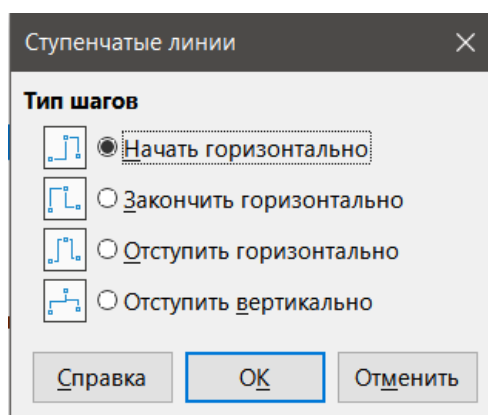 Ступенчатые линии
Тип шагов
Начать горизонтально
Закончить горизонтально
Отступить горизонтально
Отступить вертикально
Справка OK Отменить